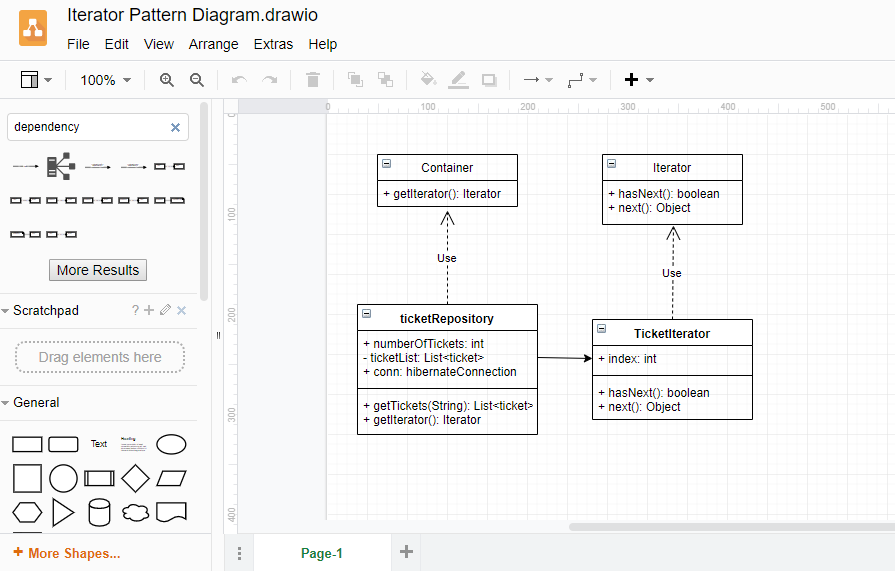 Iterator Pattern Diagram.drawio
File Edit View Arrange Extras Help
100%
dependency
More Results
Scratchpad
?
Drag elements here
General
Text
Heading
More Shapes...
0 100 200 300 400 500
0
100
200
300
400
Container
+ getIterator(): Iterator
Iterator
+ hasNext(): boolean
+ next(): Object
Use
Use
ticketRepository
+ numberOfTickets: int
- ticketList: List<ticket>
+ conn: hibernateConnection
+ getTickets(String): List<ticket>
+ getIterator(): Iterator
TicketIterator
+ index: int
+ hasNext(): boolean
+ next(): Object
Page-1